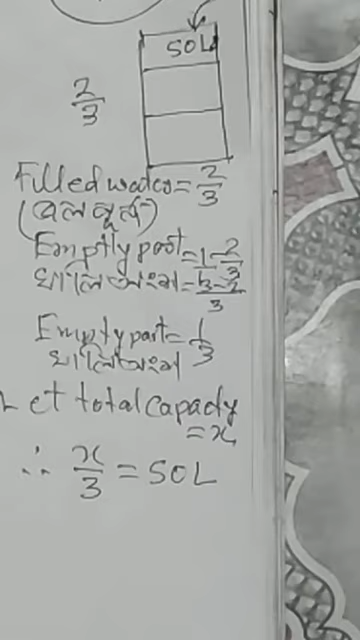 50L
2/3
Filled water = 2/3
(জল পূর্ণ)
Empty part = 1 - 2/3
খালি অংশ = 3-2/3
Empty part = 1/3
খালি অংশ
Let total capacity
= x
∴ x/3 = 50L